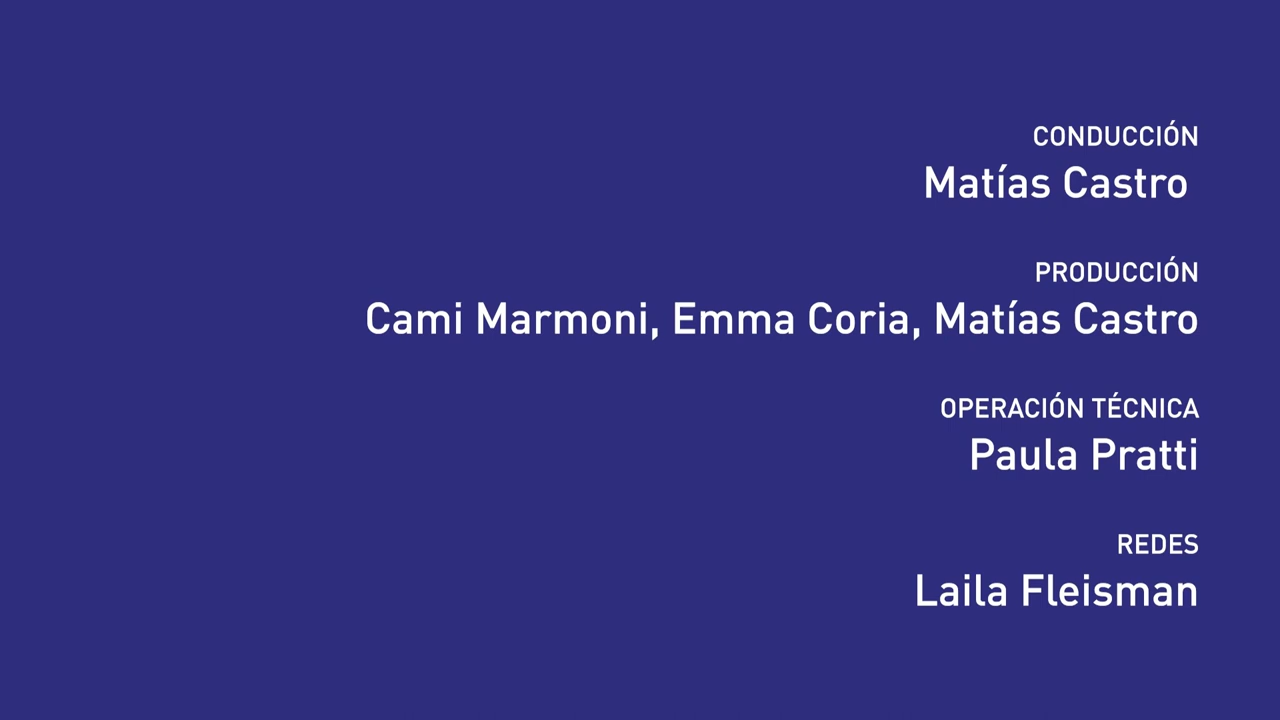 CONDUCCIÓN
Matías Castro
PRODUCCIÓN
Cami Marmoni, Emma Coria, Matías Castro
OPERACIÓN TÉCNICA
Paula Pratti
REDES
Laila Fleisman